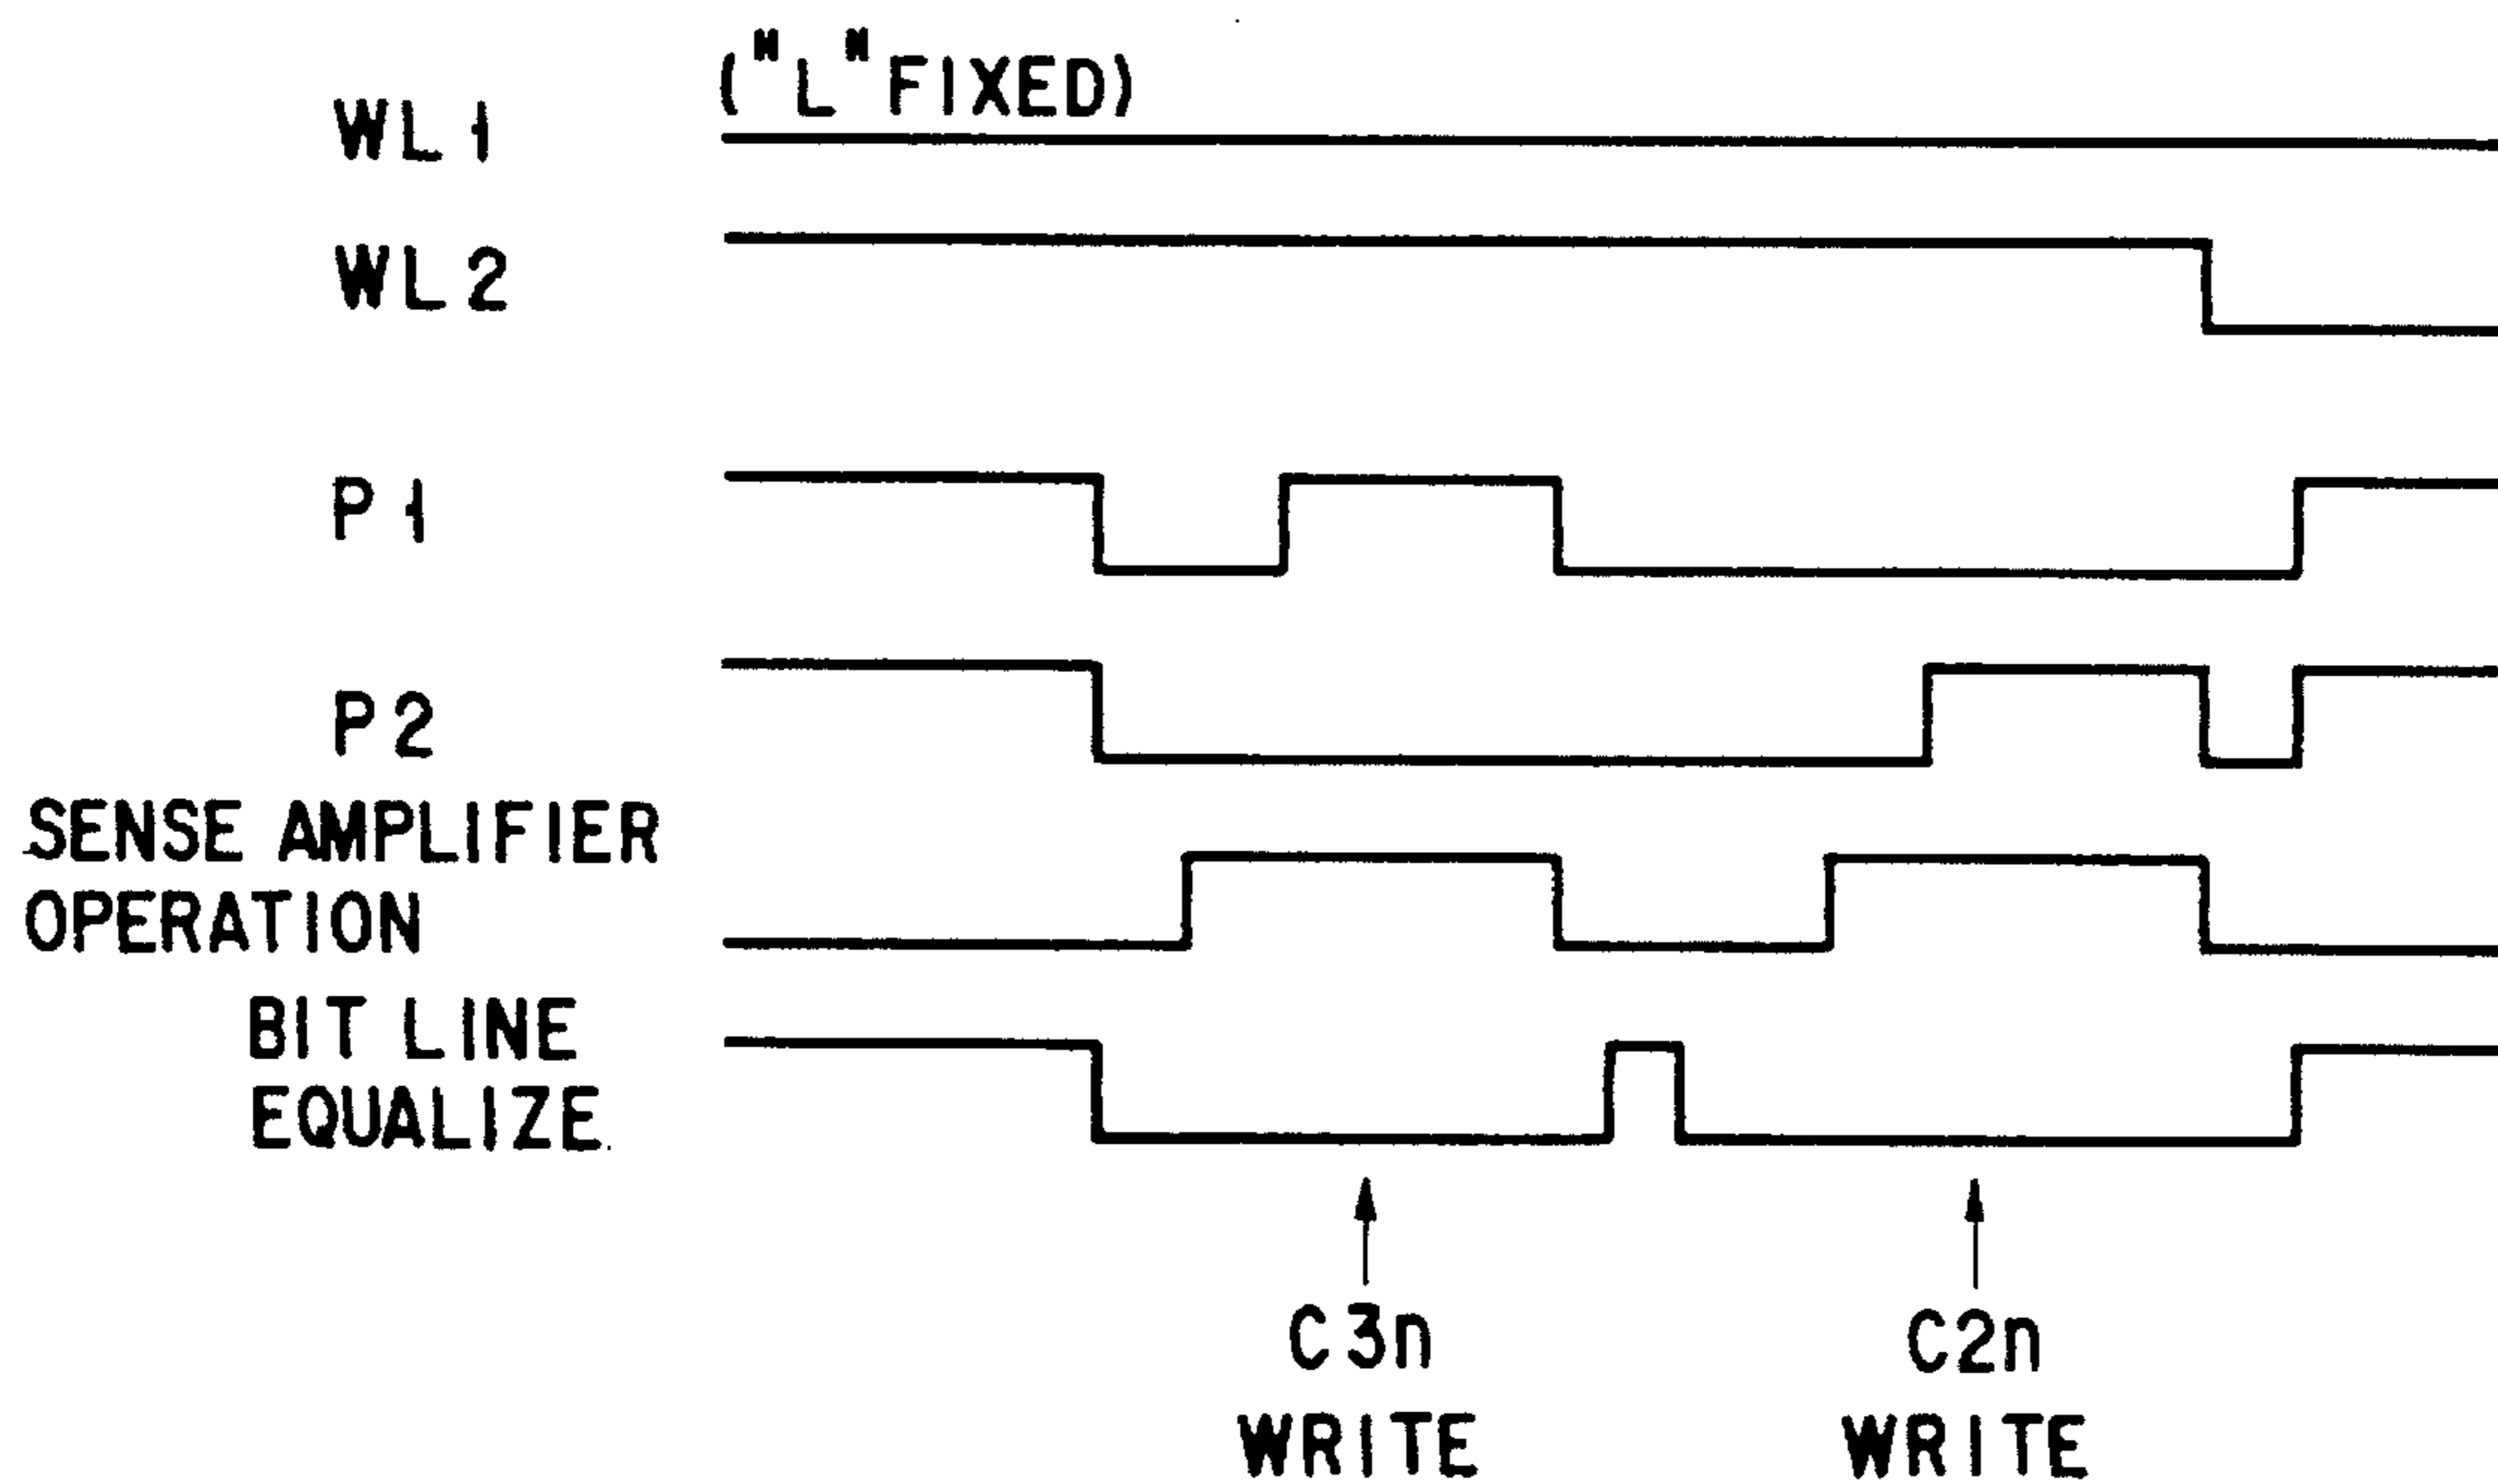 ("L" FIXED)
WL1
WL2
P1
P2
SENSE AMPLIFIER
OPERATION
BIT LINE
EQUALIZE
C3n
WRITE
C2n
WRITE